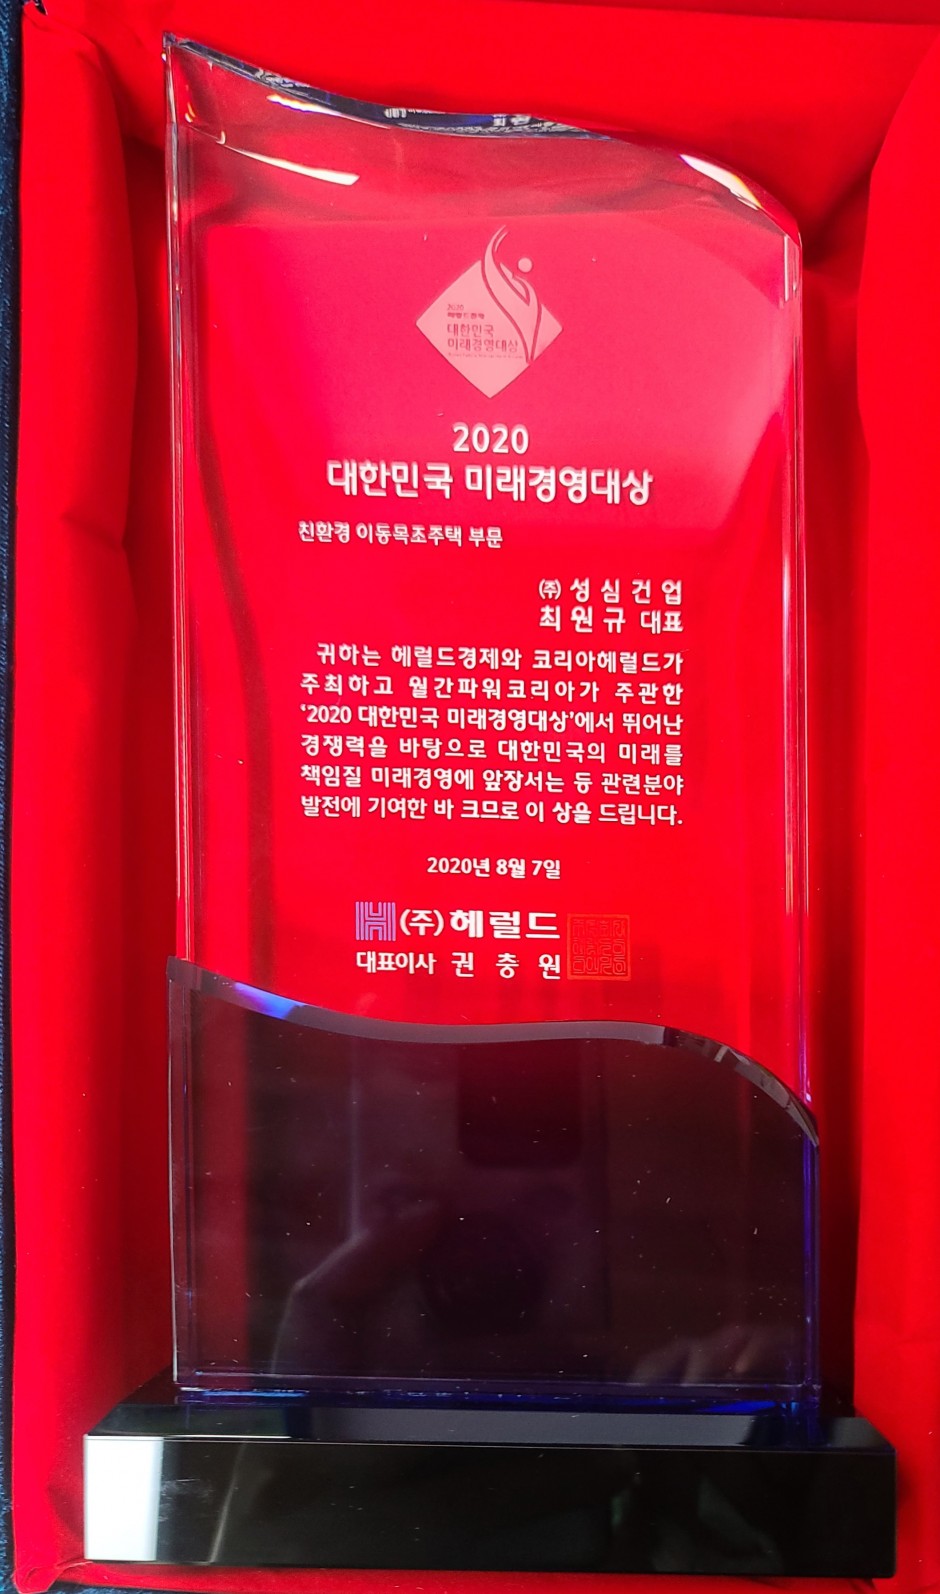 2020
헤럴드경제
대한민국
미래경영대상
2020
대한민국 미래경영대상
친환경 이동목조주택 부문
㈜ 성심건업
최원규 대표
귀하는 헤럴드경제와 코리아헤럴드가
주최하고 월간파워코리아가 주관한
‘2020 대한민국 미래경영대상’에서 뛰어난
경쟁력을 바탕으로 대한민국의 미래를
책임질 미래경영에 앞장서는 등 관련분야
발전에 기여한 바 크므로 이 상을 드립니다.
2020년 8월 7일
(주)헤럴드
대표이사 권 충 원